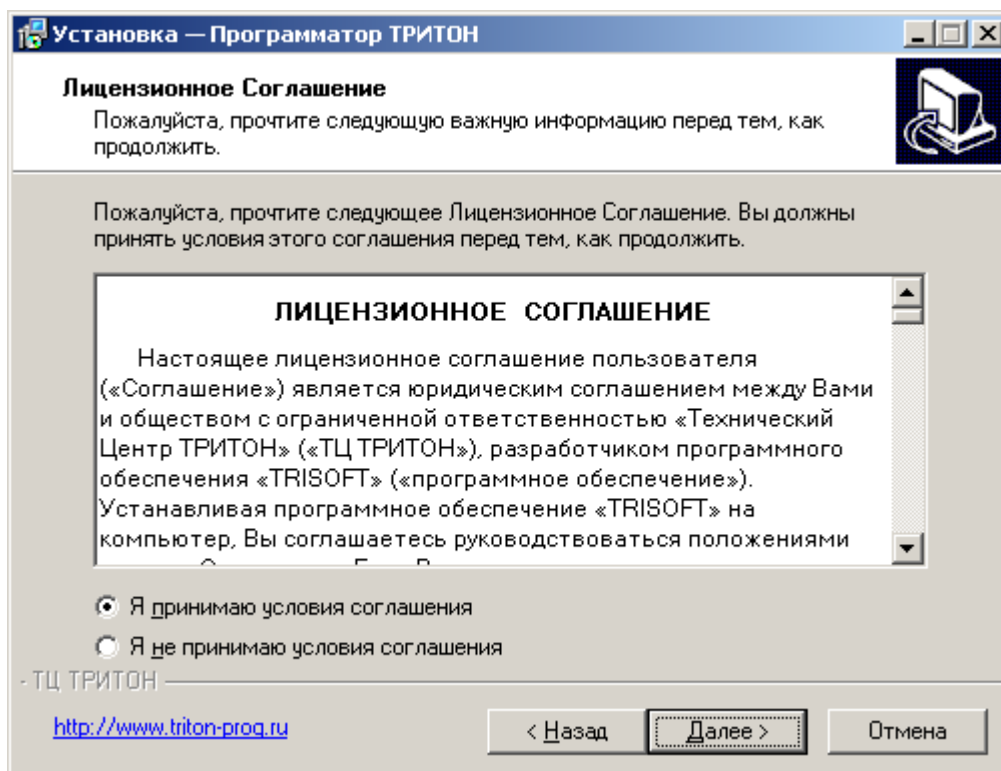 Установка — Программатор ТРИТОН
Лицензионное Соглашение
Пожалуйста, прочтите следующую важную информацию перед тем, как
продолжить.
Пожалуйста, прочтите следующее Лицензионное Соглашение. Вы должны
принять условия этого соглашения перед тем, как продолжить.
ЛИЦЕНЗИОННОЕ СОГЛАШЕНИЕ
Настоящее лицензионное соглашение пользователя
(«Соглашение») является юридическим соглашением между Вами
и обществом с ограниченной ответственностью «Технический
Центр ТРИТОН» («ТЦ ТРИТОН»), разработчиком программного
обеспечения «TRISOFT» («программное обеспечение»).
Устанавливая программное обеспечение «TRISOFT» на
компьютер, Вы соглашаетесь руководствоваться положениями
Я принимаю условия соглашения
Я не принимаю условия соглашения
ТЦ ТРИТОН
http://www.triton-prog.ru
< Назад
Далее >
Отмена